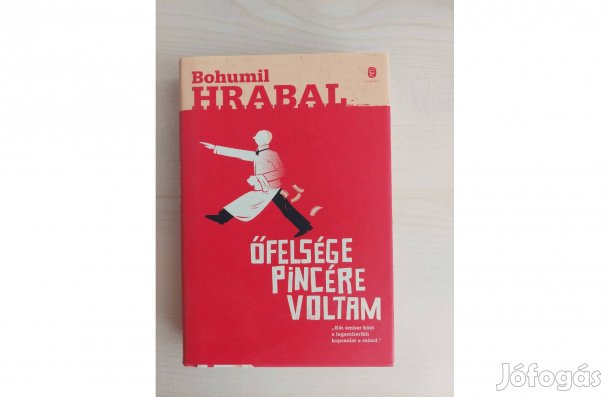 Bohumil
HRABAL
ŐFELSÉGE
PINCÉRE
VOLTAM
„Két ember közt
a legemberibb
kapcsolat a csönd.”
Jófogás